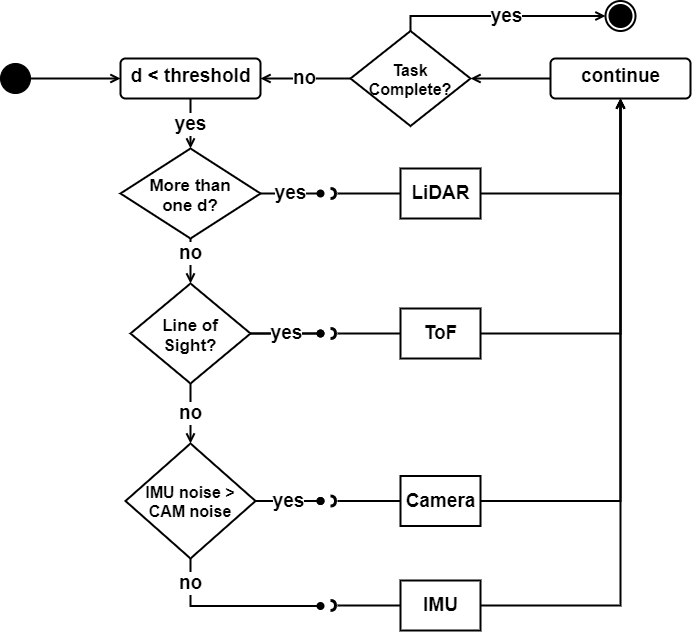 yes
d < threshold
no
Task
Complete?
continue
yes
More than
one d?
yes
LiDAR
no
Line of
Sight?
yes
ToF
no
IMU noise >
CAM noise
yes
Camera
no
IMU